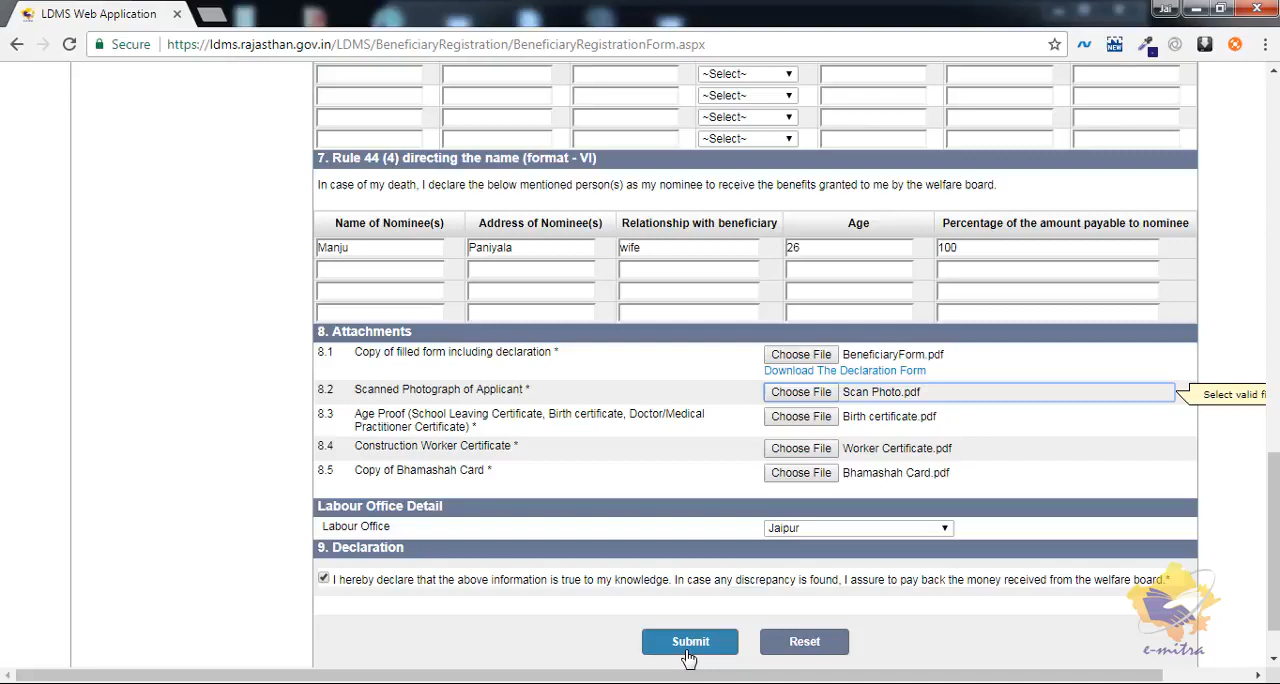 LDMS Web Application
Jai
Secure https://ldms.rajasthan.gov.in/LDMS/BeneficiaryRegistration/BeneficiaryRegistrationForm.aspx
NEW
~Select~
~Select~
~Select~
~Select~
7. Rule 44 (4) directing the name (format - VI)
In case of my death, I declare the below mentioned person(s) as my nominee to receive the benefits granted to me by the welfare board.
Name of Nominee(s) Address of Nominee(s) Relationship with beneficiary Age Percentage of the amount payable to nominee
Manju Paniyala wife 26 100
8. Attachments
8.1 Copy of filled form including declaration * Choose File BeneficiaryForm.pdf
Download The Declaration Form
8.2 Scanned Photograph of Applicant * Choose File Scan Photo.pdf Select valid fi
8.3 Age Proof (School Leaving Certificate, Birth certificate, Doctor/Medical Choose File Birth certificate.pdf
Practitioner Certificate) *
8.4 Construction Worker Certificate * Choose File Worker Certificate.pdf
8.5 Copy of Bhamashah Card * Choose File Bhamashah Card.pdf
Labour Office Detail
Labour Office Jaipur
9. Declaration
I hereby declare that the above information is true to my knowledge. In case any discrepancy is found, I assure to pay back the money received from the welfare board.*
Submit Reset
e-mitra